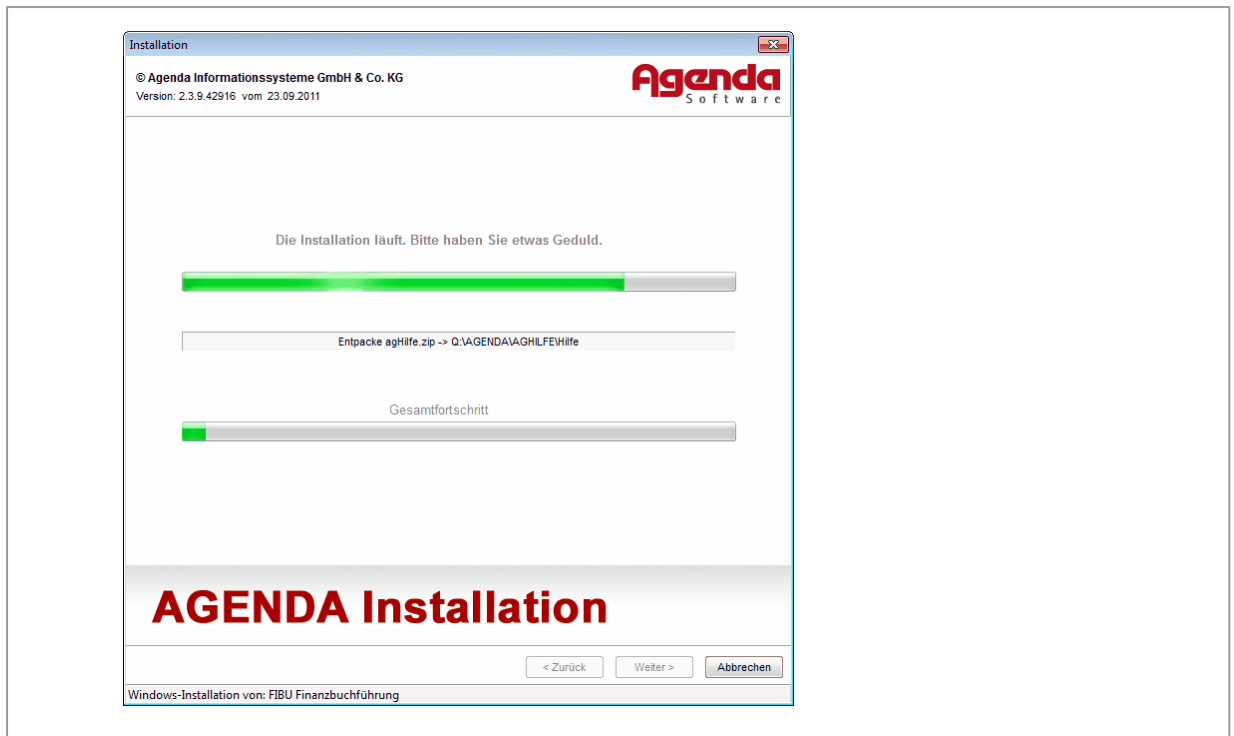 Installation
© Agenda Informationssysteme GmbH & Co. KG
Version: 2.3.9.42916 vom 23.09.2011
Agenda
Software
Die Installation läuft. Bitte haben Sie etwas Geduld.
Entpacke agHilfe.zip -> Q:\AGENDA\AGHILFE\Hilfe
Gesamtfortschritt
AGENDA Installation
< Zurück
Weiter >
Abbrechen
Windows-Installation von: FIBU Finanzbuchführung